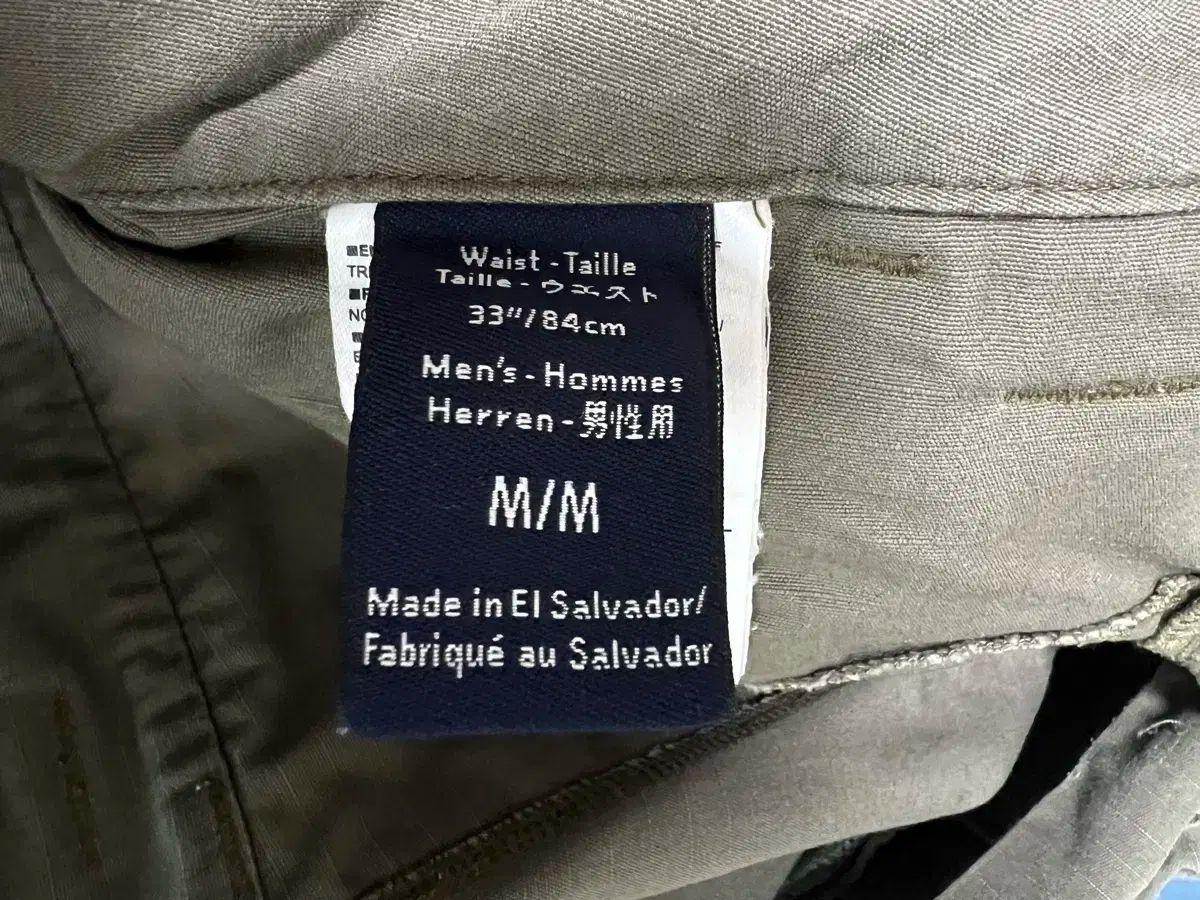 Waist - Taille
Taille - ウエスト
33"/84cm
Men's - Hommes
Herren - 男性用
M/M
Made in El Salvador/
Fabriqué au Salvador